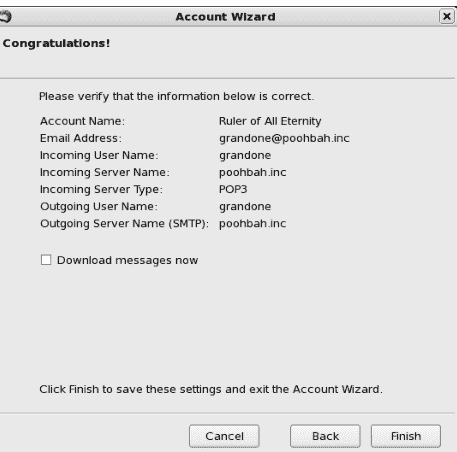 Account Wizard
Congratulations!
Please verify that the information below is correct.
Account Name: Ruler of All Eternity
Email Address: grandone@poohbah.inc
Incoming User Name: grandone
Incoming Server Name: poohbah.inc
Incoming Server Type: POP3
Outgoing User Name: grandone
Outgoing Server Name (SMTP): poohbah.inc
Download messages now
Click Finish to save these settings and exit the Account Wizard.
Cancel Back Finish